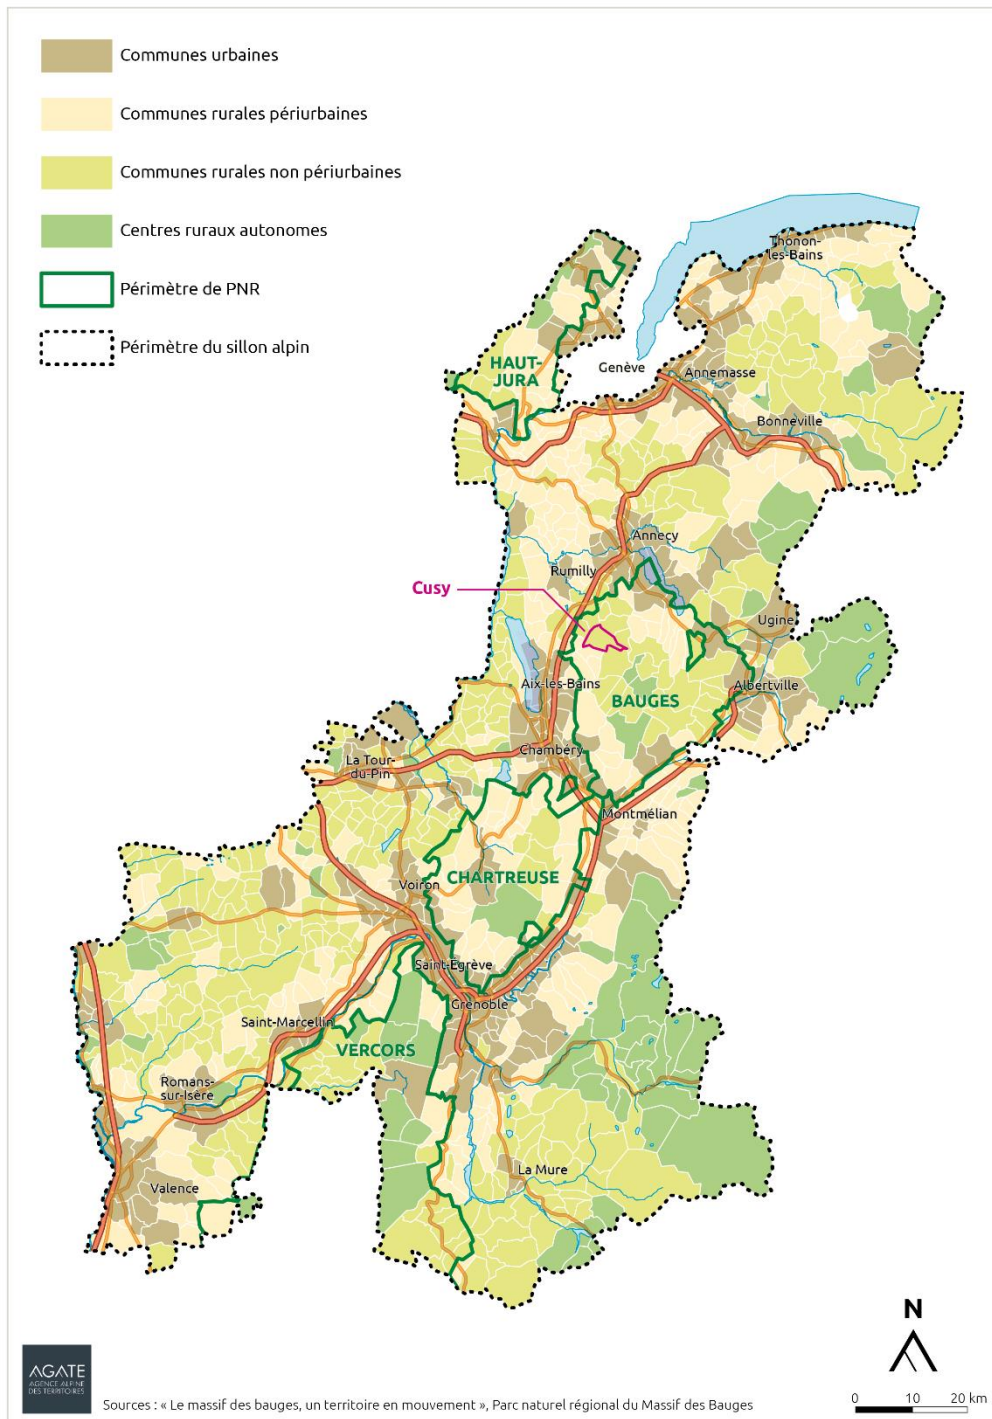 Communes urbaines
Communes rurales périurbaines
Communes rurales non périurbaines
Centres ruraux autonomes
Périmètre de PNR
Périmètre du sillon alpin
Thonon-
les-Bains
HAUT-
JURA
Genève
Annemasse
Bonneville
Annecy
Rumilly
Cusy
Ugine
Aix-les-Bains
Albertville
BAUGES
Chambéry
La Tour-
du-Pin
Montmélian
CHARTREUSE
Voiron
Saint-Egrève
Grenoble
Saint-Marcellin
VERCORS
Romans-
sur-Isère
La Mure
Valence
N
AGATE
AGENCE ALPINE
DES TERRITOIRES
Sources : « Le massif des bauges, un territoire en mouvement », Parc naturel régional du Massif des Bauges
0 10 20 km